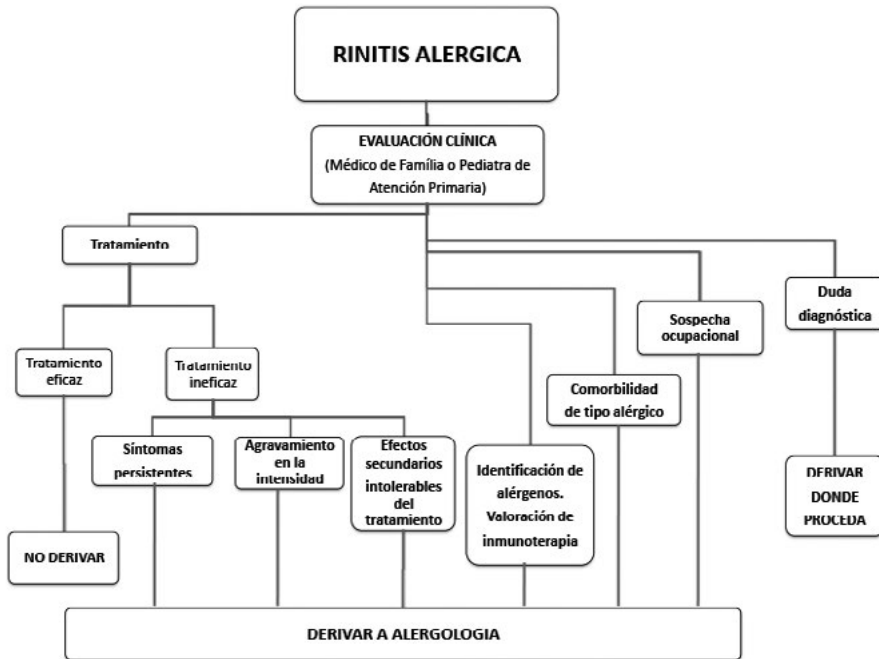 RINITIS ALERGICA
EVALUACIÓN CLÍNICA
(Médico de Família o Pediatra de
Atención Primaria)
Tratamiento
Duda
diagnóstica
Sospecha
ocupacional
Tratamiento
eficaz
Tratamiento
ineficaz
Comorbilidad
de tipo alérgico
Síntomas
persistentes
Agravamiento
en la
intensidad
Efectos
secundarios
intolerables
del
tratamiento
Identificación de
alérgenos.
Valoración de
inmunoterapia
DERIVAR
DONDE
PROCEDA
NO DERIVAR
DERIVAR A ALERGOLOGIA